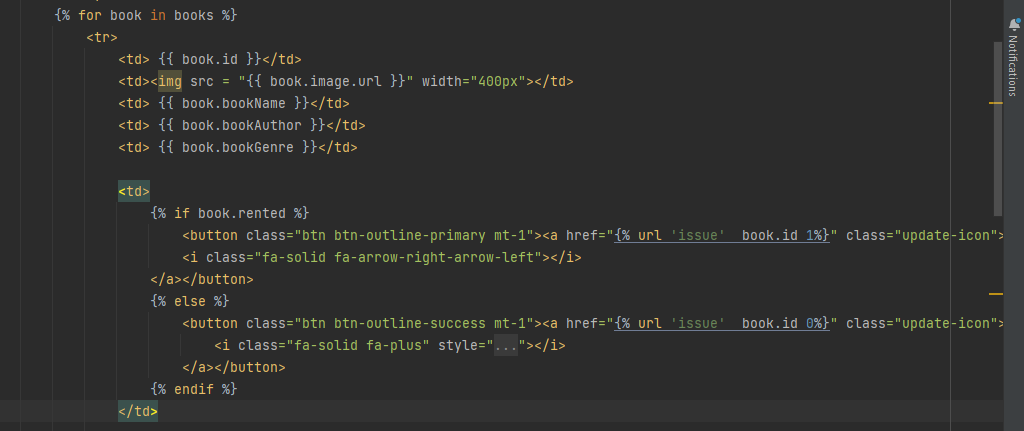 {% for book in books %}
<tr>
<td> {{ book.id }}</td>
<td><img src = "{{ book.image.url }}" width="400px"></td>
<td> {{ book.bookName }}</td>
<td> {{ book.bookAuthor }}</td>
<td> {{ book.bookGenre }}</td>
<td>
{% if book.rented %}
<button class="btn btn-outline-primary mt-1"><a href="{% url 'issue'  book.id 1%}" class="update-icon">
<i class="fa-solid fa-arrow-right-arrow-left"></i>
</a></button>
{% else %}
<button class="btn btn-outline-success mt-1"><a href="{% url 'issue'  book.id 0%}" class="update-icon">
<i class="fa-solid fa-plus" style="..."></i>
</a></button>
{% endif %}
</td>
Notifications